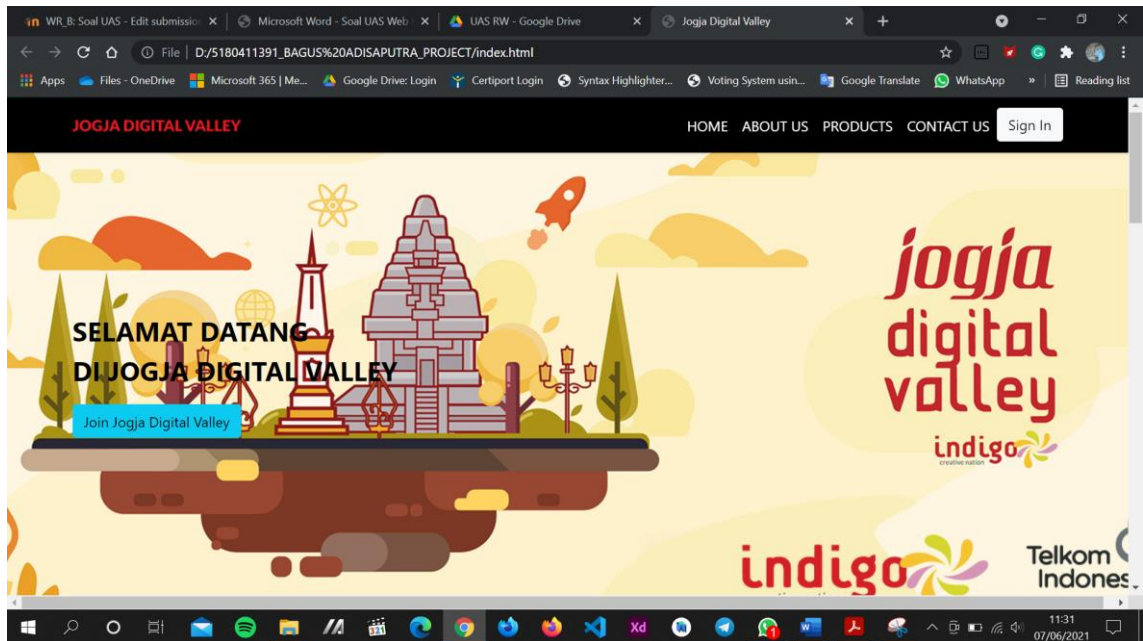 WR_B: Soal UAS - Edit submissio
Microsoft Word - Soal UAS Web
UAS RW - Google Drive
Jogja Digital Valley
File | D:/5180411391_BAGUS%20ADISAPUTRA_PROJECT/index.html
Apps
Files - OneDrive
Microsoft 365 | Me...
Google Drive: Login
Certiport Login
Syntax Highlighter...
Voting System usin...
Google Translate
WhatsApp
»
Reading list
JOGJA DIGITAL VALLEY
HOME ABOUT US PRODUCTS CONTACT US Sign In
SELAMAT DATANG
DI JOGJA DIGITAL VALLEY
Join Jogja Digital Valley
jogja
digital
valley
indigo
creative nation
indigo
Telkom
Indones
321
Xd
11:31
07/06/2021